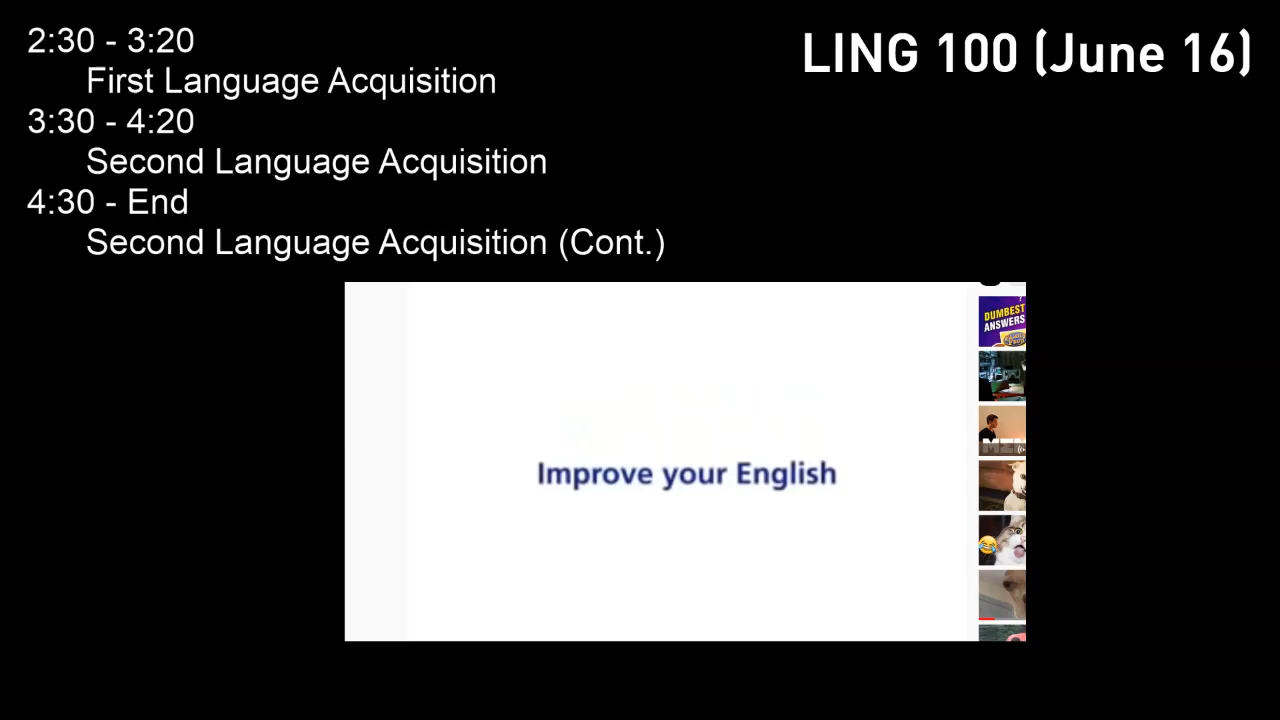 2:30 - 3:20
First Language Acquisition
3:30 - 4:20
Second Language Acquisition
4:30 - End
Second Language Acquisition (Cont.)
LING 100 (June 16)
Improve your English
DUMBEST
ANSWERS